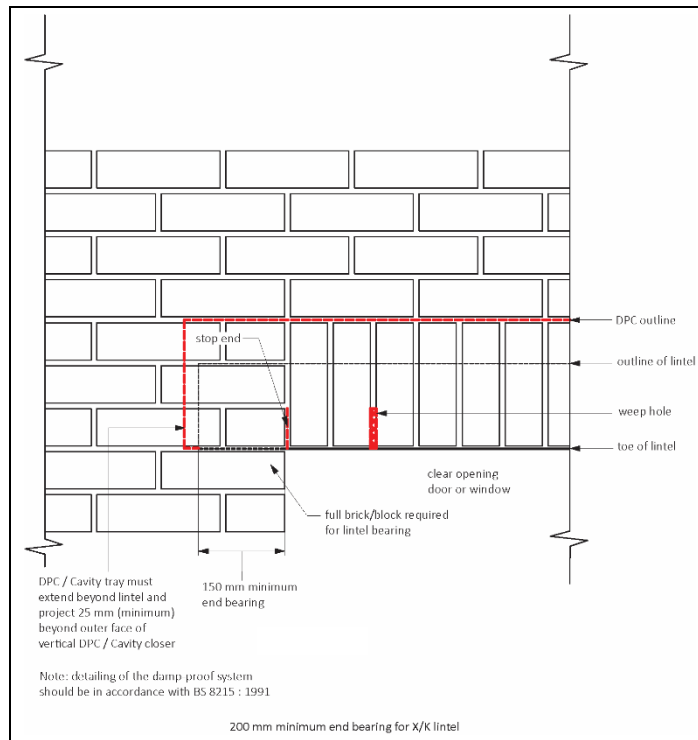 DPC outline
stop end
outline of lintel
weep hole
toe of lintel
clear opening
door or window
full brick/block required
for lintel bearing
DPC / Cavity tray must
extend beyond lintel and
project 25 mm (minimum)
beyond outer face of
vertical DPC / Cavity closer
150 mm minimum
end bearing
Note: detailing of the damp-proof system
should be in accordance with BS 8215 : 1991
200 mm minimum end bearing for X/K lintel